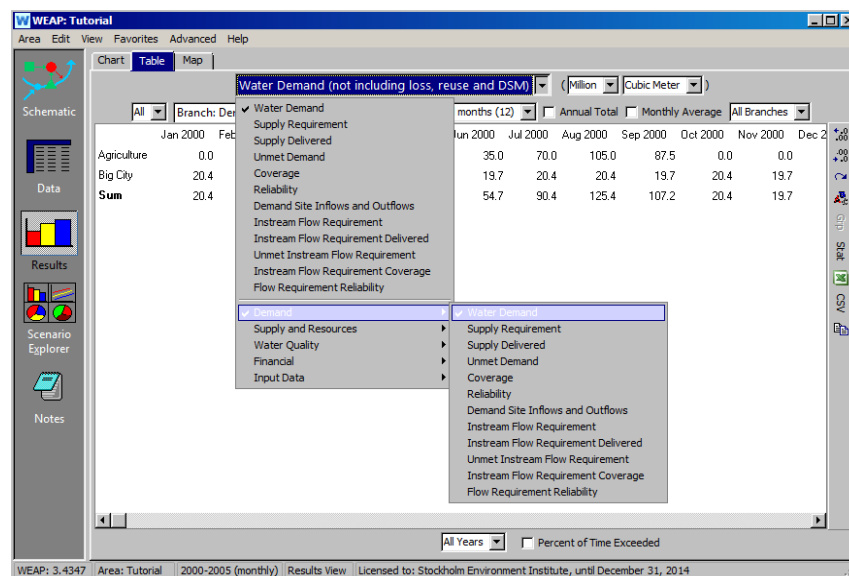 WEAP: Tutorial
Area Edit View Favorites Advanced Help
Chart Table Map
Water Demand (not including loss, reuse and DSM) ( Million Cubic Meter )
All Branch: Der months (12) Annual Total Monthly Average All Branches
Jan 2000 Feb Jun 2000 Jul 2000 Aug 2000 Sep 2000 Oct 2000 Nov 2000 Dec 2
Agriculture 0.0 35.0 70.0 105.0 87.5 0.0 0.0
Big City 20.4 19.7 20.4 20.4 19.7 20.4 19.7
Sum 20.4 54.7 90.4 125.4 107.2 20.4 19.7
Water Demand
Supply Requirement
Supply Delivered
Unmet Demand
Coverage
Reliability
Demand Site Inflows and Outflows
Instream Flow Requirement
Instream Flow Requirement Delivered
Unmet Instream Flow Requirement
Instream Flow Requirement Coverage
Flow Requirement Reliability
Demand
Supply and Resources
Water Quality
Financial
Input Data
Water Demand
Supply Requirement
Supply Delivered
Unmet Demand
Coverage
Reliability
Demand Site Inflows and Outflows
Instream Flow Requirement
Instream Flow Requirement Delivered
Unmet Instream Flow Requirement
Instream Flow Requirement Coverage
Flow Requirement Reliability
Schematic
Data
Results
Scenario
Explorer
Notes
Grp
Stat
CSV
All Years Percent of Time Exceeded
WEAP: 3.4347 Area: Tutorial 2000-2005 (monthly) Results View Licensed to: Stockholm Environment Institute, until December 31, 2014